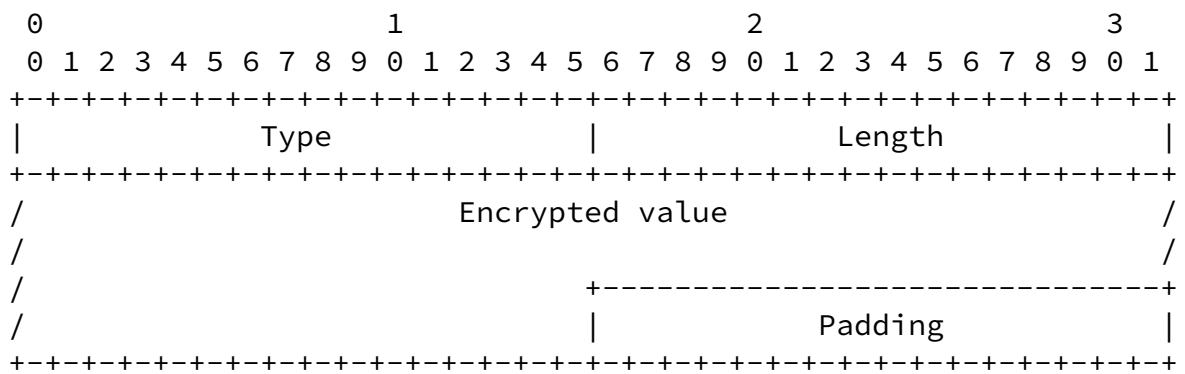 0                   1                   2                   3
 0 1 2 3 4 5 6 7 8 9 0 1 2 3 4 5 6 7 8 9 0 1 2 3 4 5 6 7 8 9 0 1
+-+-+-+-+-+-+-+-+-+-+-+-+-+-+-+-+-+-+-+-+-+-+-+-+-+-+-+-+-+-+-+-+
|             Type              |             Length            |
+-+-+-+-+-+-+-+-+-+-+-+-+-+-+-+-+-+-+-+-+-+-+-+-+-+-+-+-+-+-+-+-+
/                        Encrypted value                        /
/                                                               /
/                               +-------------------------------+
/                               |            Padding            |
+-+-+-+-+-+-+-+-+-+-+-+-+-+-+-+-+-+-+-+-+-+-+-+-+-+-+-+-+-+-+-+-+